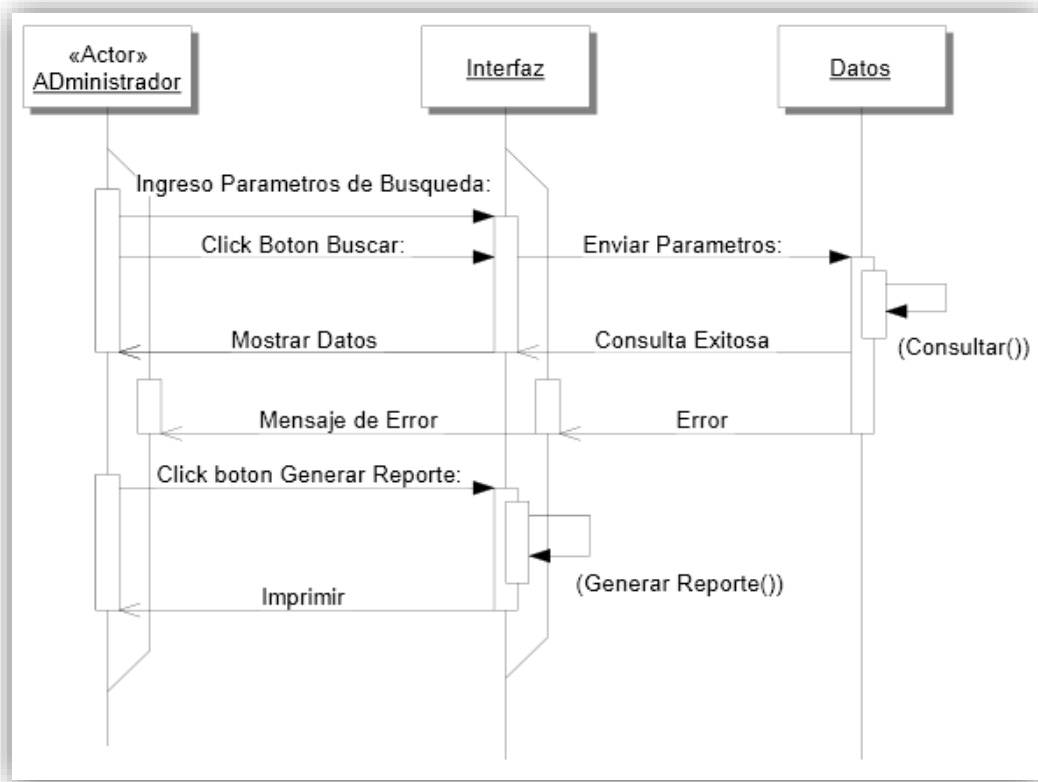 «Actor»
ADministrador
Interfaz
Datos
Ingreso Parametros de Busqueda:
Click Boton Buscar:
Enviar Parametros:
Mostrar Datos
Consulta Exitosa
(Consultar())
Mensaje de Error
Error
Click boton Generar Reporte:
(Generar Reporte())
Imprimir